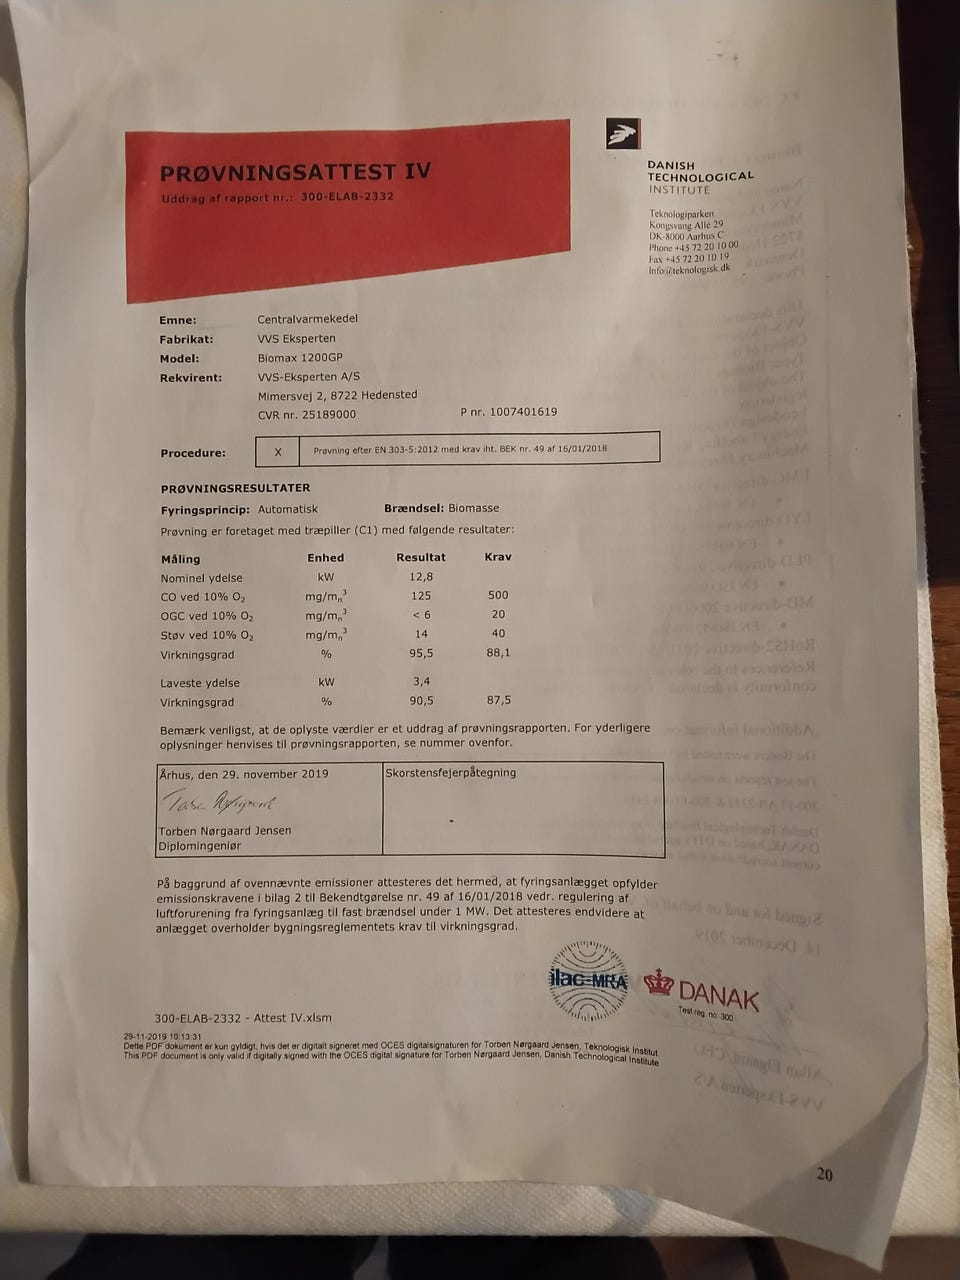 PRØVNINGSATTEST IV
Uddrag af rapport nr.: 300-ELAB-2332
DANISH
TECHNOLOGICAL
INSTITUTE
Teknologiparken
Kongsvang Allé 29
DK-8000 Aarhus C
Phone +45 72 20 10 00
Fax +45 72 20 10 19
Info@teknologisk.dk
Emne: Centralvarmekedel
Fabrikat: VVS Eksperten
Model: Biomax 1200GP
Rekvirent: VVS-Eksperten A/S
Mimersvej 2, 8722 Hedensted
CVR nr. 25189000 P nr. 1007401619
Procedure: X Prøvning efter EN 303-5:2012 med krav iht. BEK nr. 49 af 16/01/2018
PRØVNINGSRESULTATER
Fyringsprincip: Automatisk Brændsel: Biomasse
Prøvning er foretaget med træpiller (C1) med følgende resultater:
Måling Enhed Resultat Krav
Nominel ydelse kW 12,8
CO ved 10% O₂ mg/mₙ³ 125 500
OGC ved 10% O₂ mg/mₙ³ < 6 20
Støv ved 10% O₂ mg/mₙ³ 14 40
Virkningsgrad % 95,5 88,1
Laveste ydelse kW 3,4
Virkningsgrad % 90,5 87,5
Bemærk venligst, at de oplyste værdier er et uddrag af prøvningsrapporten. For yderligere
oplysninger henvises til prøvningsrapporten, se nummer ovenfor.
Århus, den 29. november 2019 Skorstensfejerpåtegning
Torben Nørgaard Jensen
Diplomingeniør
På baggrund af ovennævnte emissioner attesteres det hermed, at fyringsanlægget opfylder
emissionskravene i bilag 2 til Bekendtgørelse nr. 49 af 16/01/2018 vedr. regulering af
luftforurening fra fyringsanlæg til fast brændsel under 1 MW. Det attesteres endvidere at
anlægget overholder bygningsreglementets krav til virkningsgrad.
ilac-MRA
DANAK
Test reg. no. 300
300-ELAB-2332 - Attest IV.xlsm
29-11-2019 10:13:31
Dette PDF dokument er kun gyldigt, hvis det er digitalt signeret med OCES digitalsignaturen for Torben Nørgaard Jensen, Teknologisk Institut.
This PDF document is only valid if digitally signed with the OCES digital signature for Torben Nørgaard Jensen, Danish Technological Institute
20